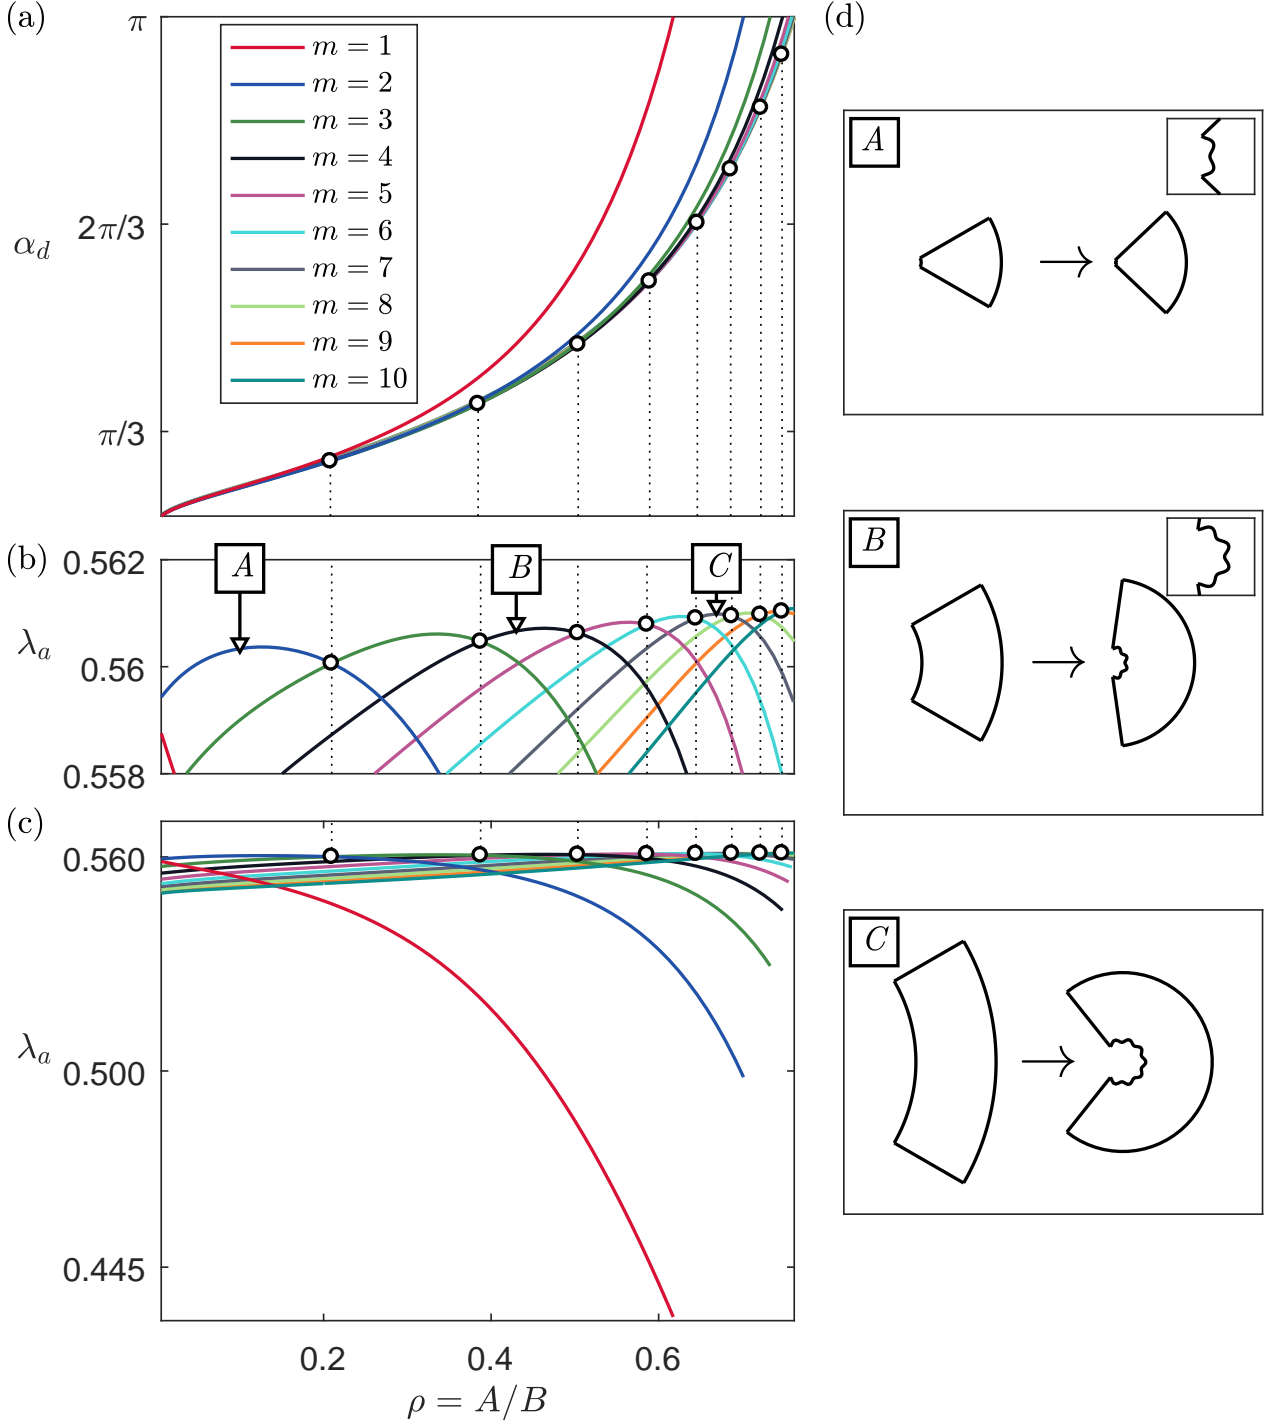 (a)
π
2π/3
α_d
π/3
m = 1
m = 2
m = 3
m = 4
m = 5
m = 6
m = 7
m = 8
m = 9
m = 10
(b)
0.562
λ_a
0.56
0.558
A
B
C
(c)
0.560
λ_a
0.500
0.445
0.2
0.4
0.6
ρ = A/B
(d)
A
B
C